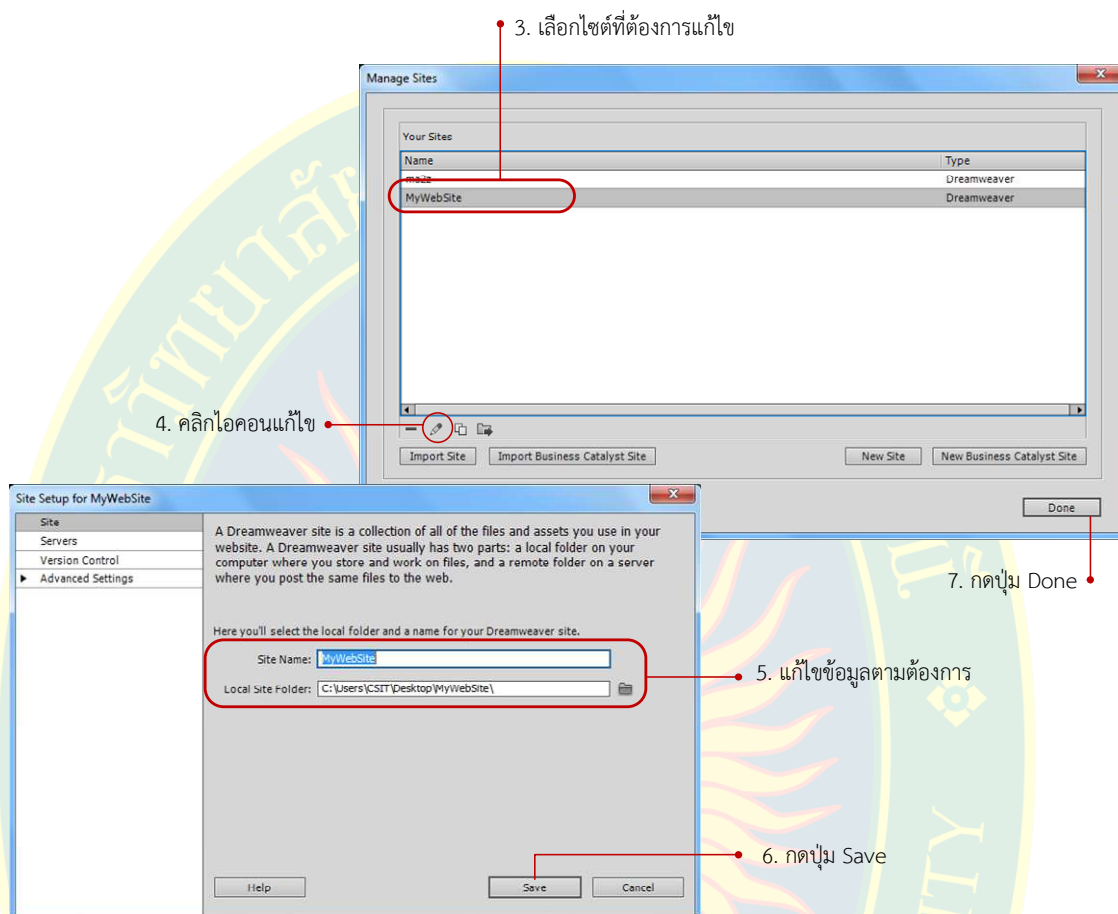 3. เลือกไซต์ที่ต้องการแก้ไข
Manage Sites
Your Sites
Name Type
ma2z Dreamweaver
MyWebSite Dreamweaver
4. คลิกไอคอนแก้ไข
Import Site Import Business Catalyst Site New Site New Business Catalyst Site
Done
7. กดปุ่ม Done
Site Setup for MyWebSite
Site
Servers
Version Control
Advanced Settings
A Dreamweaver site is a collection of all of the files and assets you use in your
website. A Dreamweaver site usually has two parts: a local folder on your
computer where you store and work on files, and a remote folder on a server
where you post the same files to the web.
Here you'll select the local folder and a name for your Dreamweaver site.
Site Name: MyWebSite
Local Site Folder: C:\Users\CSIT\Desktop\MyWebSite\
5. แก้ไขข้อมูลตามต้องการ
6. กดปุ่ม Save
Help Save Cancel